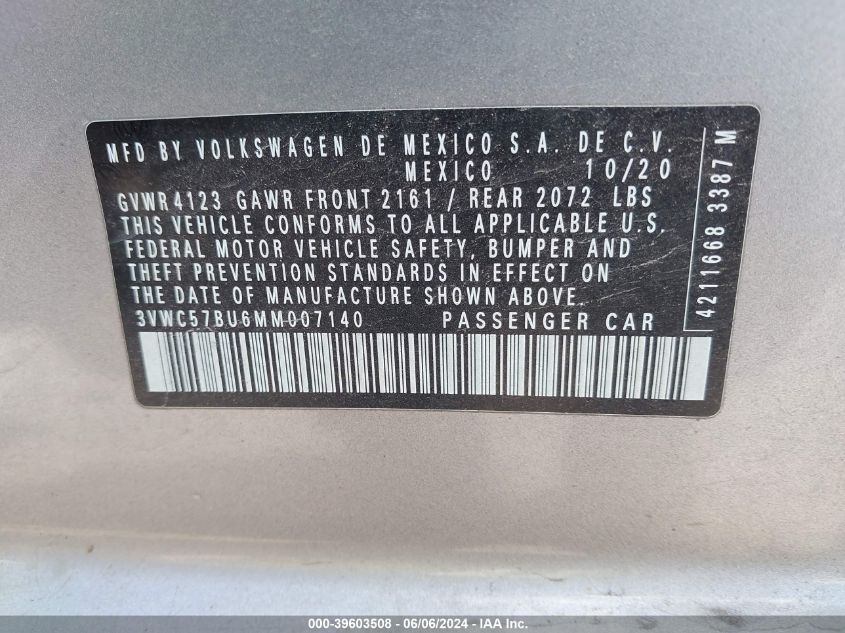 MFD BY VOLKSWAGEN DE MEXICO S.A. DE C.V.
MEXICO 10/20
GVWR 4123 GAWR FRONT 2161 / REAR 2072 LBS
THIS VEHICLE CONFORMS TO ALL APPLICABLE U.S.
FEDERAL MOTOR VEHICLE SAFETY, BUMPER AND
THEFT PREVENTION STANDARDS IN EFFECT ON
THE DATE OF MANUFACTURE SHOWN ABOVE.
3VWC57BU6MM007140 PASSENGER CAR
4211668 3387 M
000-39603508 - 06/06/2024 - IAA Inc.